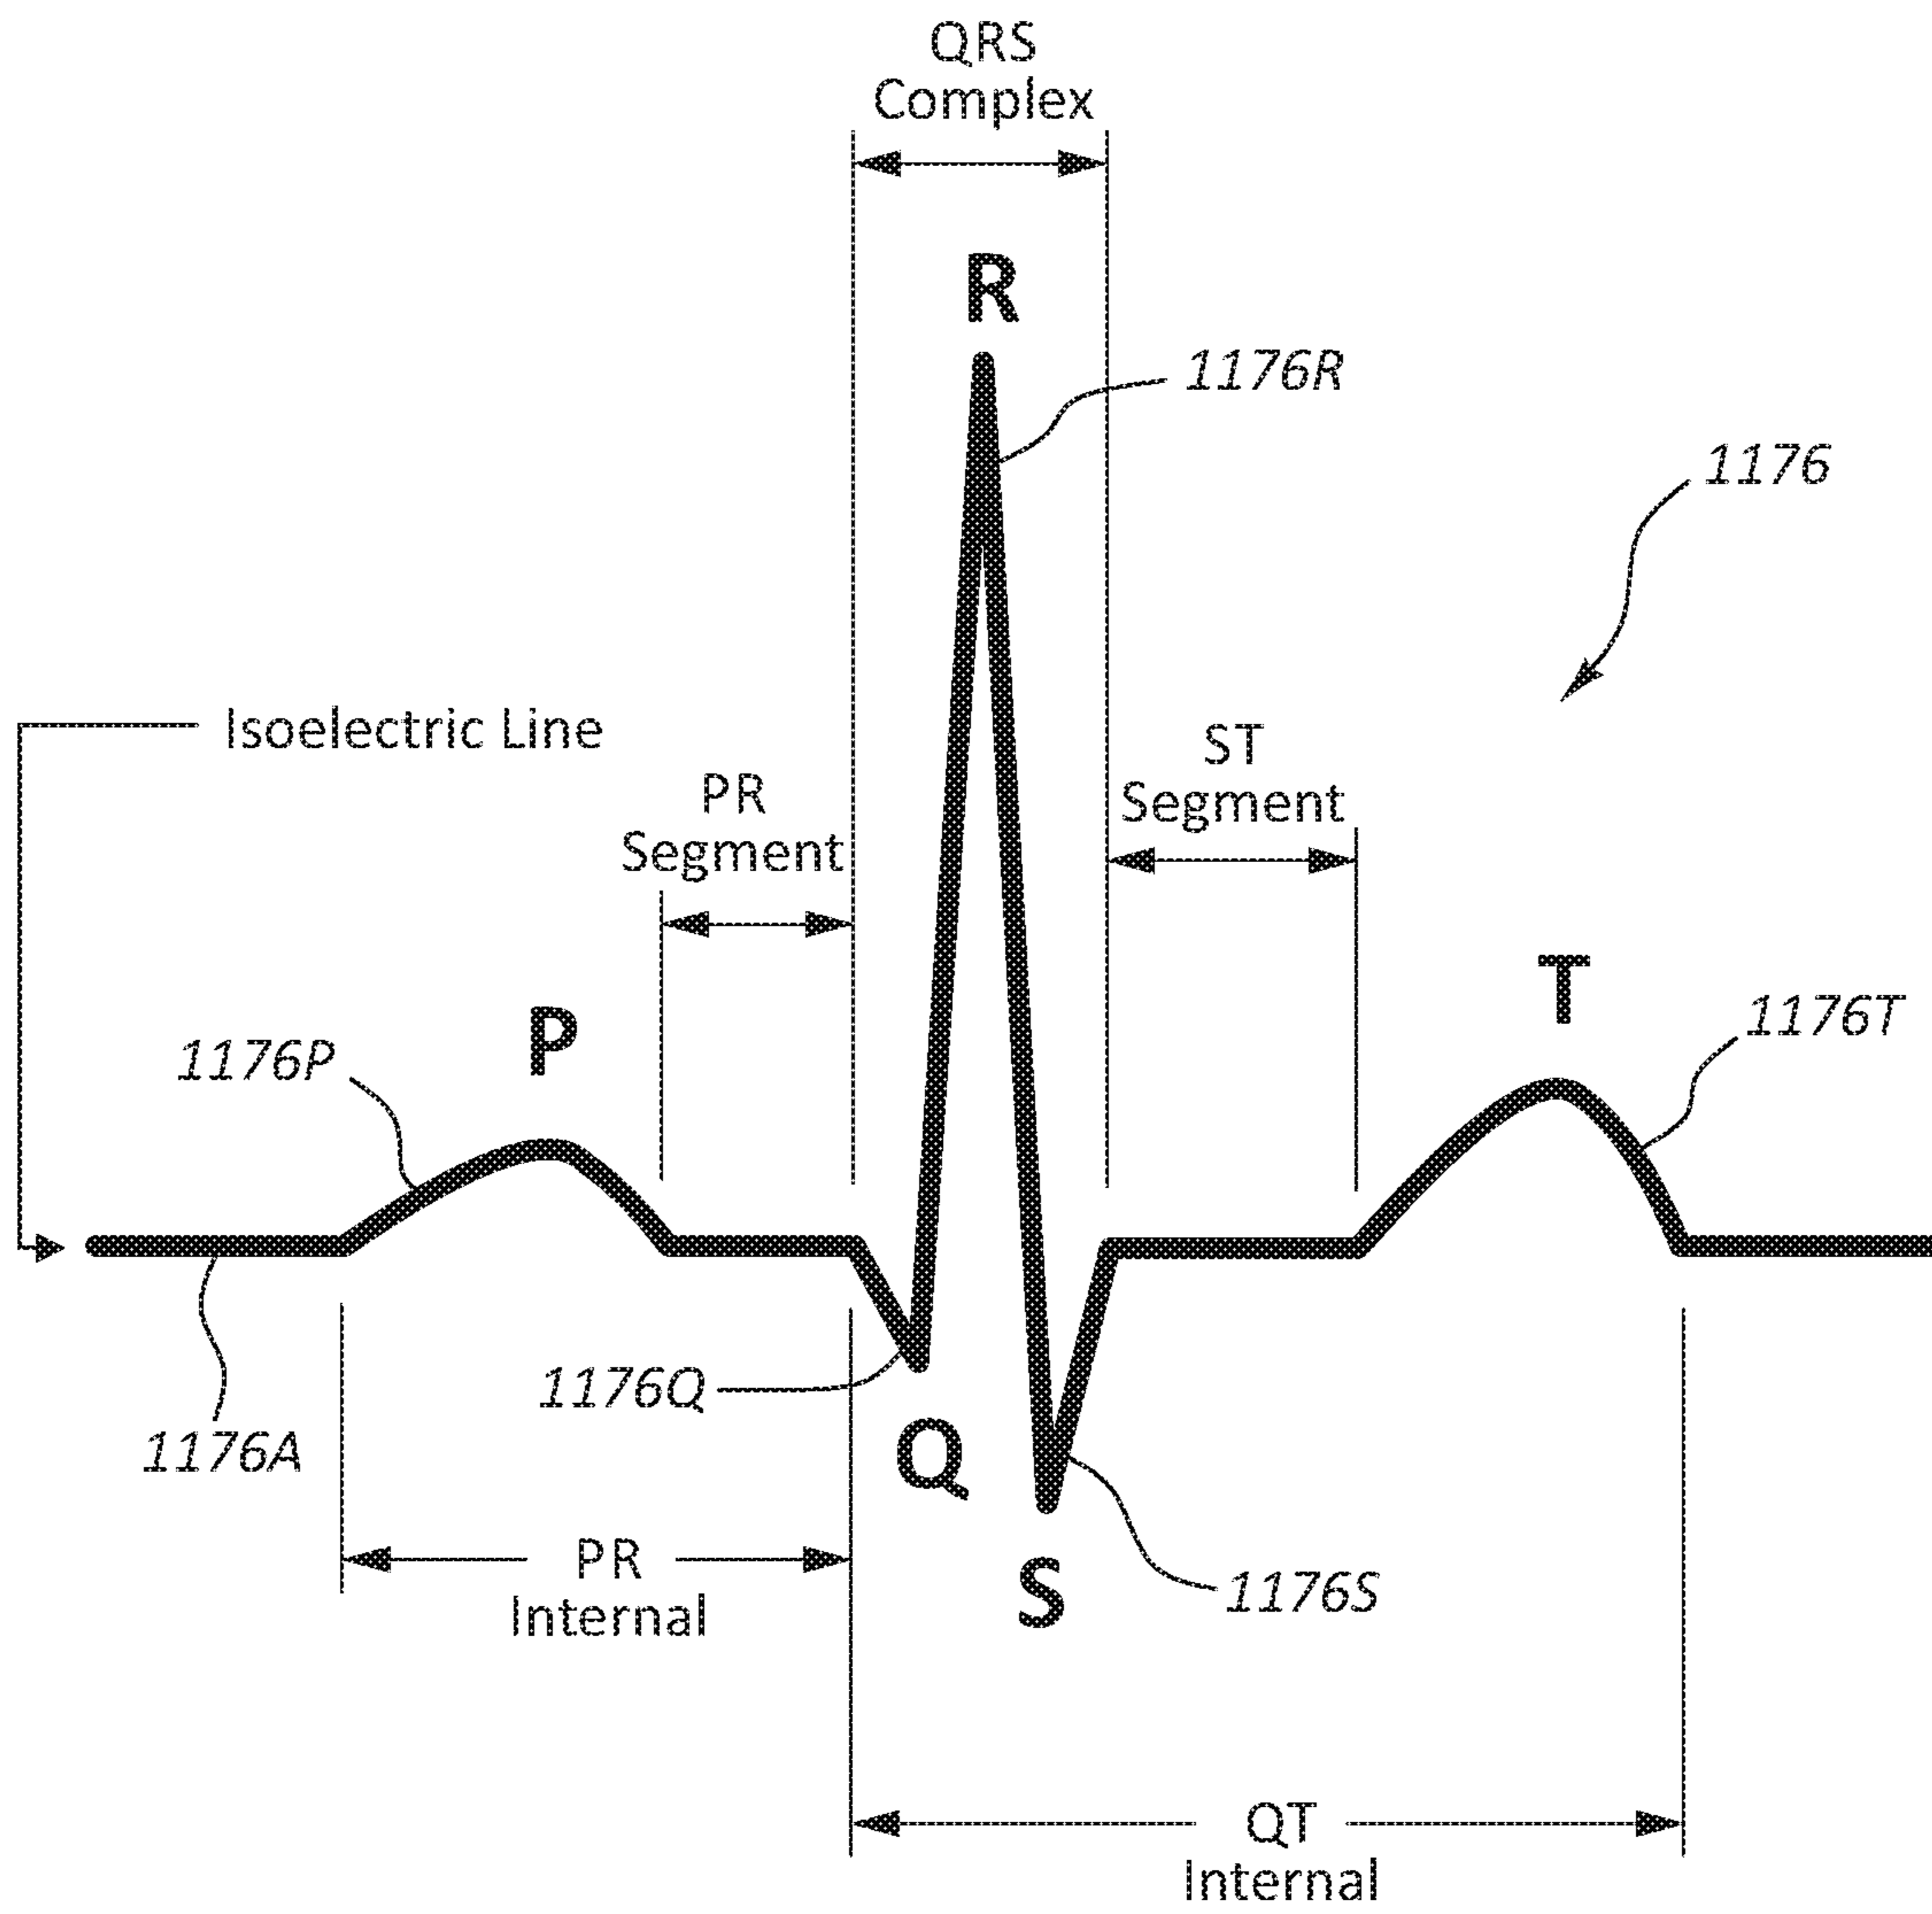 QRS
Complex
R
1176R
1176
Isoelectric Line
ST
Segment
PR
Segment
T
1176T
P
1176P
1176Q
Q
1176A
PR
Internal
S
1176S
QT
Internal